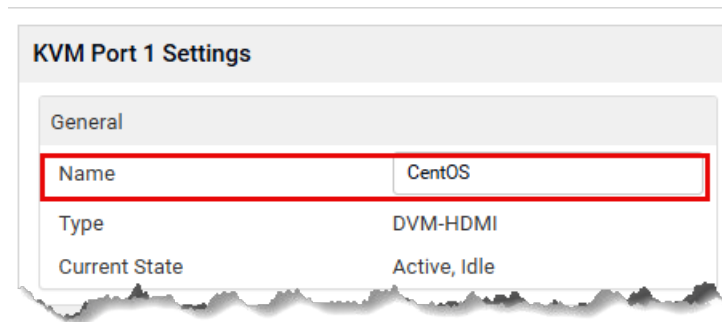 KVM Port 1 Settings
General
Name CentOS
Type DVM-HDMI
Current State Active, Idle